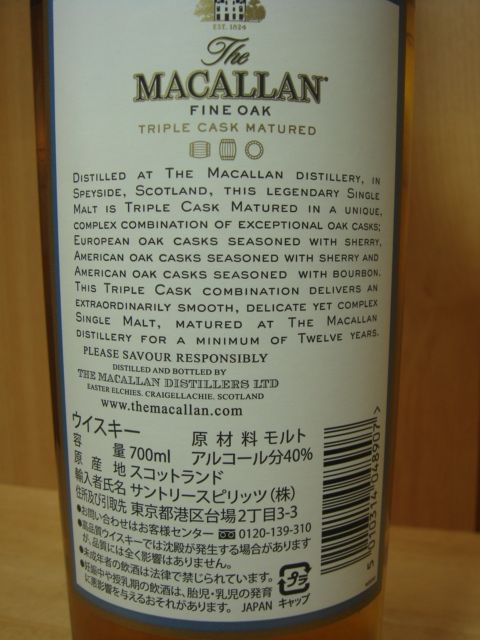 EST. 1824
The
MACALLAN
FINE OAK
TRIPLE CASK MATURED
DISTILLED AT THE MACALLAN DISTILLERY, IN
SPEYSIDE, SCOTLAND, THIS LEGENDARY SINGLE
MALT IS TRIPLE CASK MATURED IN A UNIQUE,
COMPLEX COMBINATION OF EXCEPTIONAL OAK CASKS;
EUROPEAN OAK CASKS SEASONED WITH SHERRY,
AMERICAN OAK CASKS SEASONED WITH SHERRY AND
AMERICAN OAK CASKS SEASONED WITH BOURBON.
THIS TRIPLE CASK COMBINATION DELIVERS AN
EXTRAORDINARILY SMOOTH, DELICATE YET COMPLEX
SINGLE MALT, MATURED AT THE MACALLAN
DISTILLERY FOR A MINIMUM OF TWELVE YEARS.
PLEASE SAVOUR RESPONSIBLY
DISTILLED AND BOTTLED BY
THE MACALLAN DISTILLERS LTD
EASTER ELCHIES, CRAIGELLACHIE, SCOTLAND
www.themacallan.com
ウイスキー 原材料 モルト
容量 700ml アルコール分40%
原産地 スコットランド
輸入者氏名 サントリースピリッツ(株)
住所及び引取先 東京都港区台場2丁目3-3
●お問い合わせはお客様センター 0120-139-310
●高品質ウイスキーでは沈殿が発生する場合があります
が、品質には全く影響はありません。
●未成年者の飲酒は法律で禁じられています。
●妊娠中や授乳期の飲酒は、胎児・乳児の発育
に悪影響を与えるおそれがあります。 JAPAN プラ キャップ
5 010314 048907 >